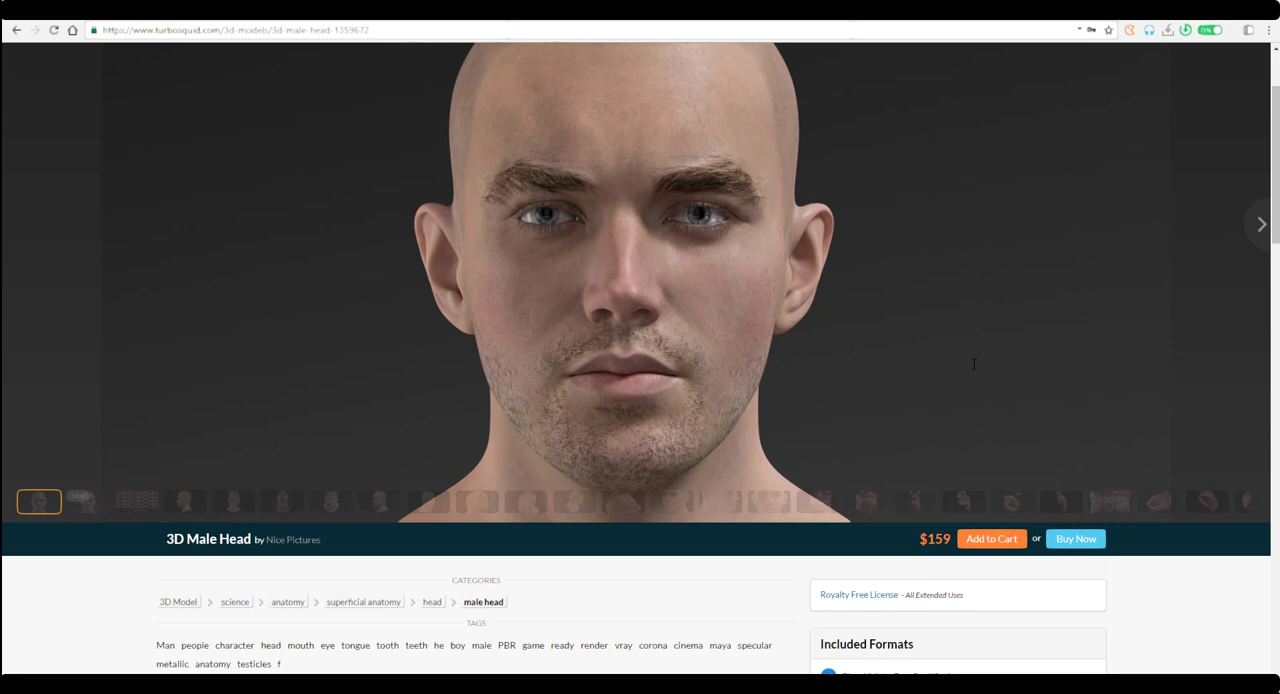 https://www.turbosquid.com/3d-models/3d-male-head-1359672
3D Male Head by Nice Pictures
$159 Add to Cart or Buy Now
CATEGORIES
3D Model science anatomy superficial anatomy head male head
TAGS
Man people character head mouth eye tongue tooth teeth he boy male PBR game ready render vray corona cinema maya specular
metallic anatomy testicles f
Royalty Free License - All Extended Uses
Included Formats